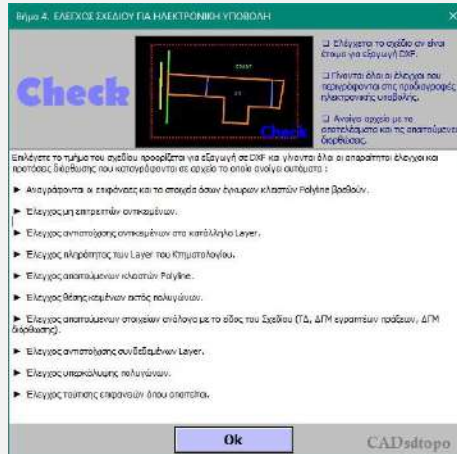 Βήμα 4. ΕΛΕΓΧΟΣ ΣΧΕΔΙΟΥ ΓΙΑ ΗΛΕΚΤΡΟΝΙΚΗ ΥΠΟΒΟΛΗ
Check
Check
❑ Ελέγχεται το σχέδιο αν είναι
έτοιμο για εξαγωγή DXF.
❑ Γίνονται όλοι οι έλεγχοι που
περιγράφονται στις προδιαγραφές
ηλεκτρονικής υποβολής.
❑ Ανοίγει αρχείο με τα
αποτελέσματα και τις απαιτούμενες
διορθώσεις.
Επιλέγετε το τμήμα του σχεδίου προορίζεται για εξαγωγή σε DXF και γίνονται όλοι οι απαραίτητοι έλεγχοι και
προτάσεις διόρθωσης που καταγράφονται σε αρχείο το οποίο ανοίγει αυτόματα :
► Αναγράφονται οι επιφάνειες και τα στοιχεία όσων έγκυρων κλειστών Polyline βρεθούν.
► Έλεγχος μη επιτρεπτών αντικειμένων.
► Έλεγχος αντιστοίχισης αντικειμένων στο κατάλληλο Layer.
► Έλεγχος πληρότητας των Layer του Κτηματολογίου.
► Έλεγχος απαιτούμενων κλειστών Polyline.
► Έλεγχος θέσης κειμένων εκτός πολυγώνων.
► Έλεγχος απαιτούμενων στοιχείων ανάλογα με το είδος του Σχεδίου (ΤΔ, ΔΓΜ εγγραπτέων πράξεων, ΔΓΜ
διόρθωσης).
► Έλεγχος αντιστοίχισης συνδεδεμένων Layer.
► Έλεγχος υπερκάλυψης πολυγώνων.
► Έλεγχος ταύτισης επιφανειών όπου απαιτείται.
Ok
CADsdtopo